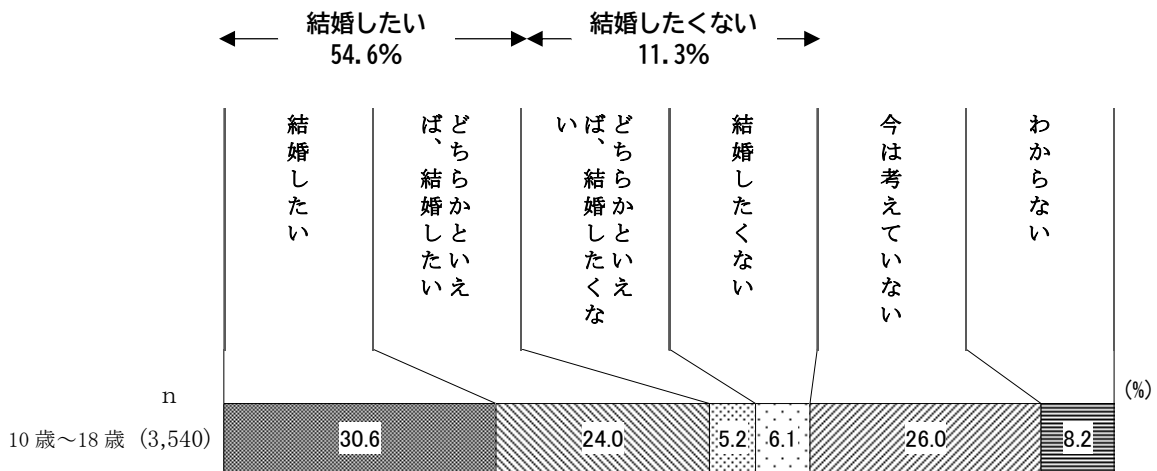 結婚したい
54.6%
結婚したくない
11.3%
結婚したい
どちらかといえ
ば、結婚したい
どちらかといえ
ば、結婚したくな
い
結婚したくない
今は考えていない
わからない
n
(%)
10歳～18歳 (3,540)
30.6
24.0
5.2
6.1
26.0
8.2